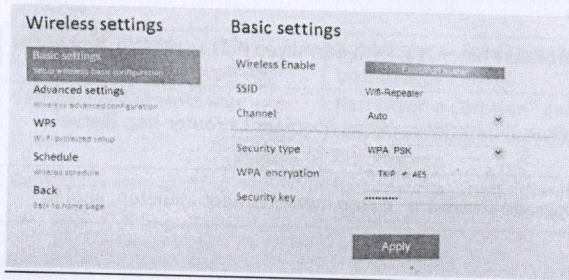 Wireless settings
Basic settings
Setup wireless basic configuration
Advanced settings
Wireless advanced configuration
WPS
Wi-Fi protected setup
Schedule
Wireless schedule
Back
Back to home page
Basic settings
Wireless Enable
SSID
Wifi-Repeater
Channel
Auto
Security type
WPA PSK
WPA encryption
TKIP AES
Security key
••••••••••
Apply